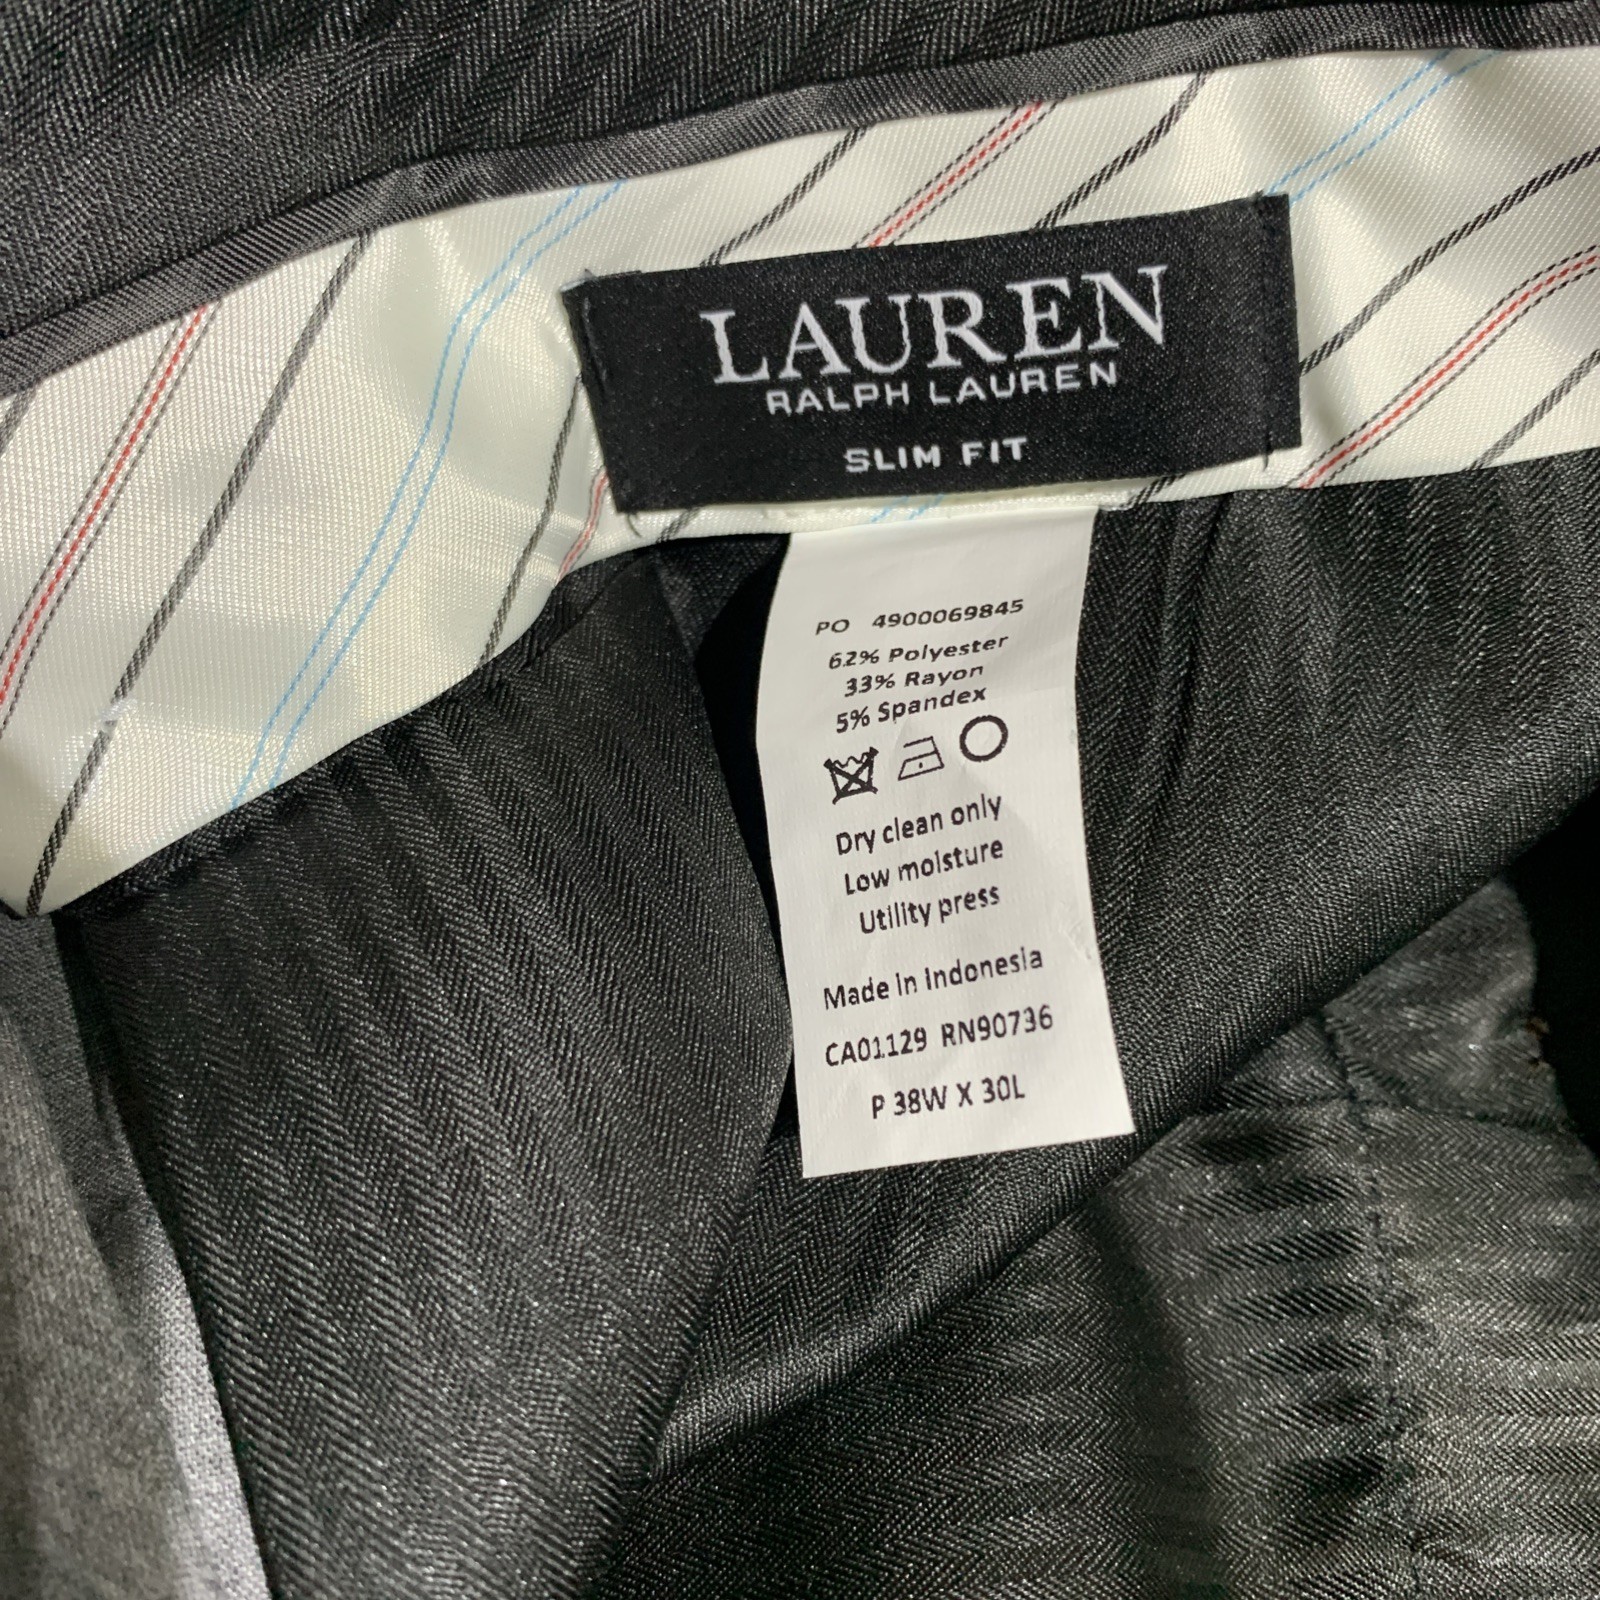 LAUREN
RALPH LAUREN
SLIM FIT
PO 4900069845
62% Polyester
33% Rayon
5% Spandex
Dry clean only
Low moisture
Utility press
Made in Indonesia
CA01129 RN90736
P 38W X 30L